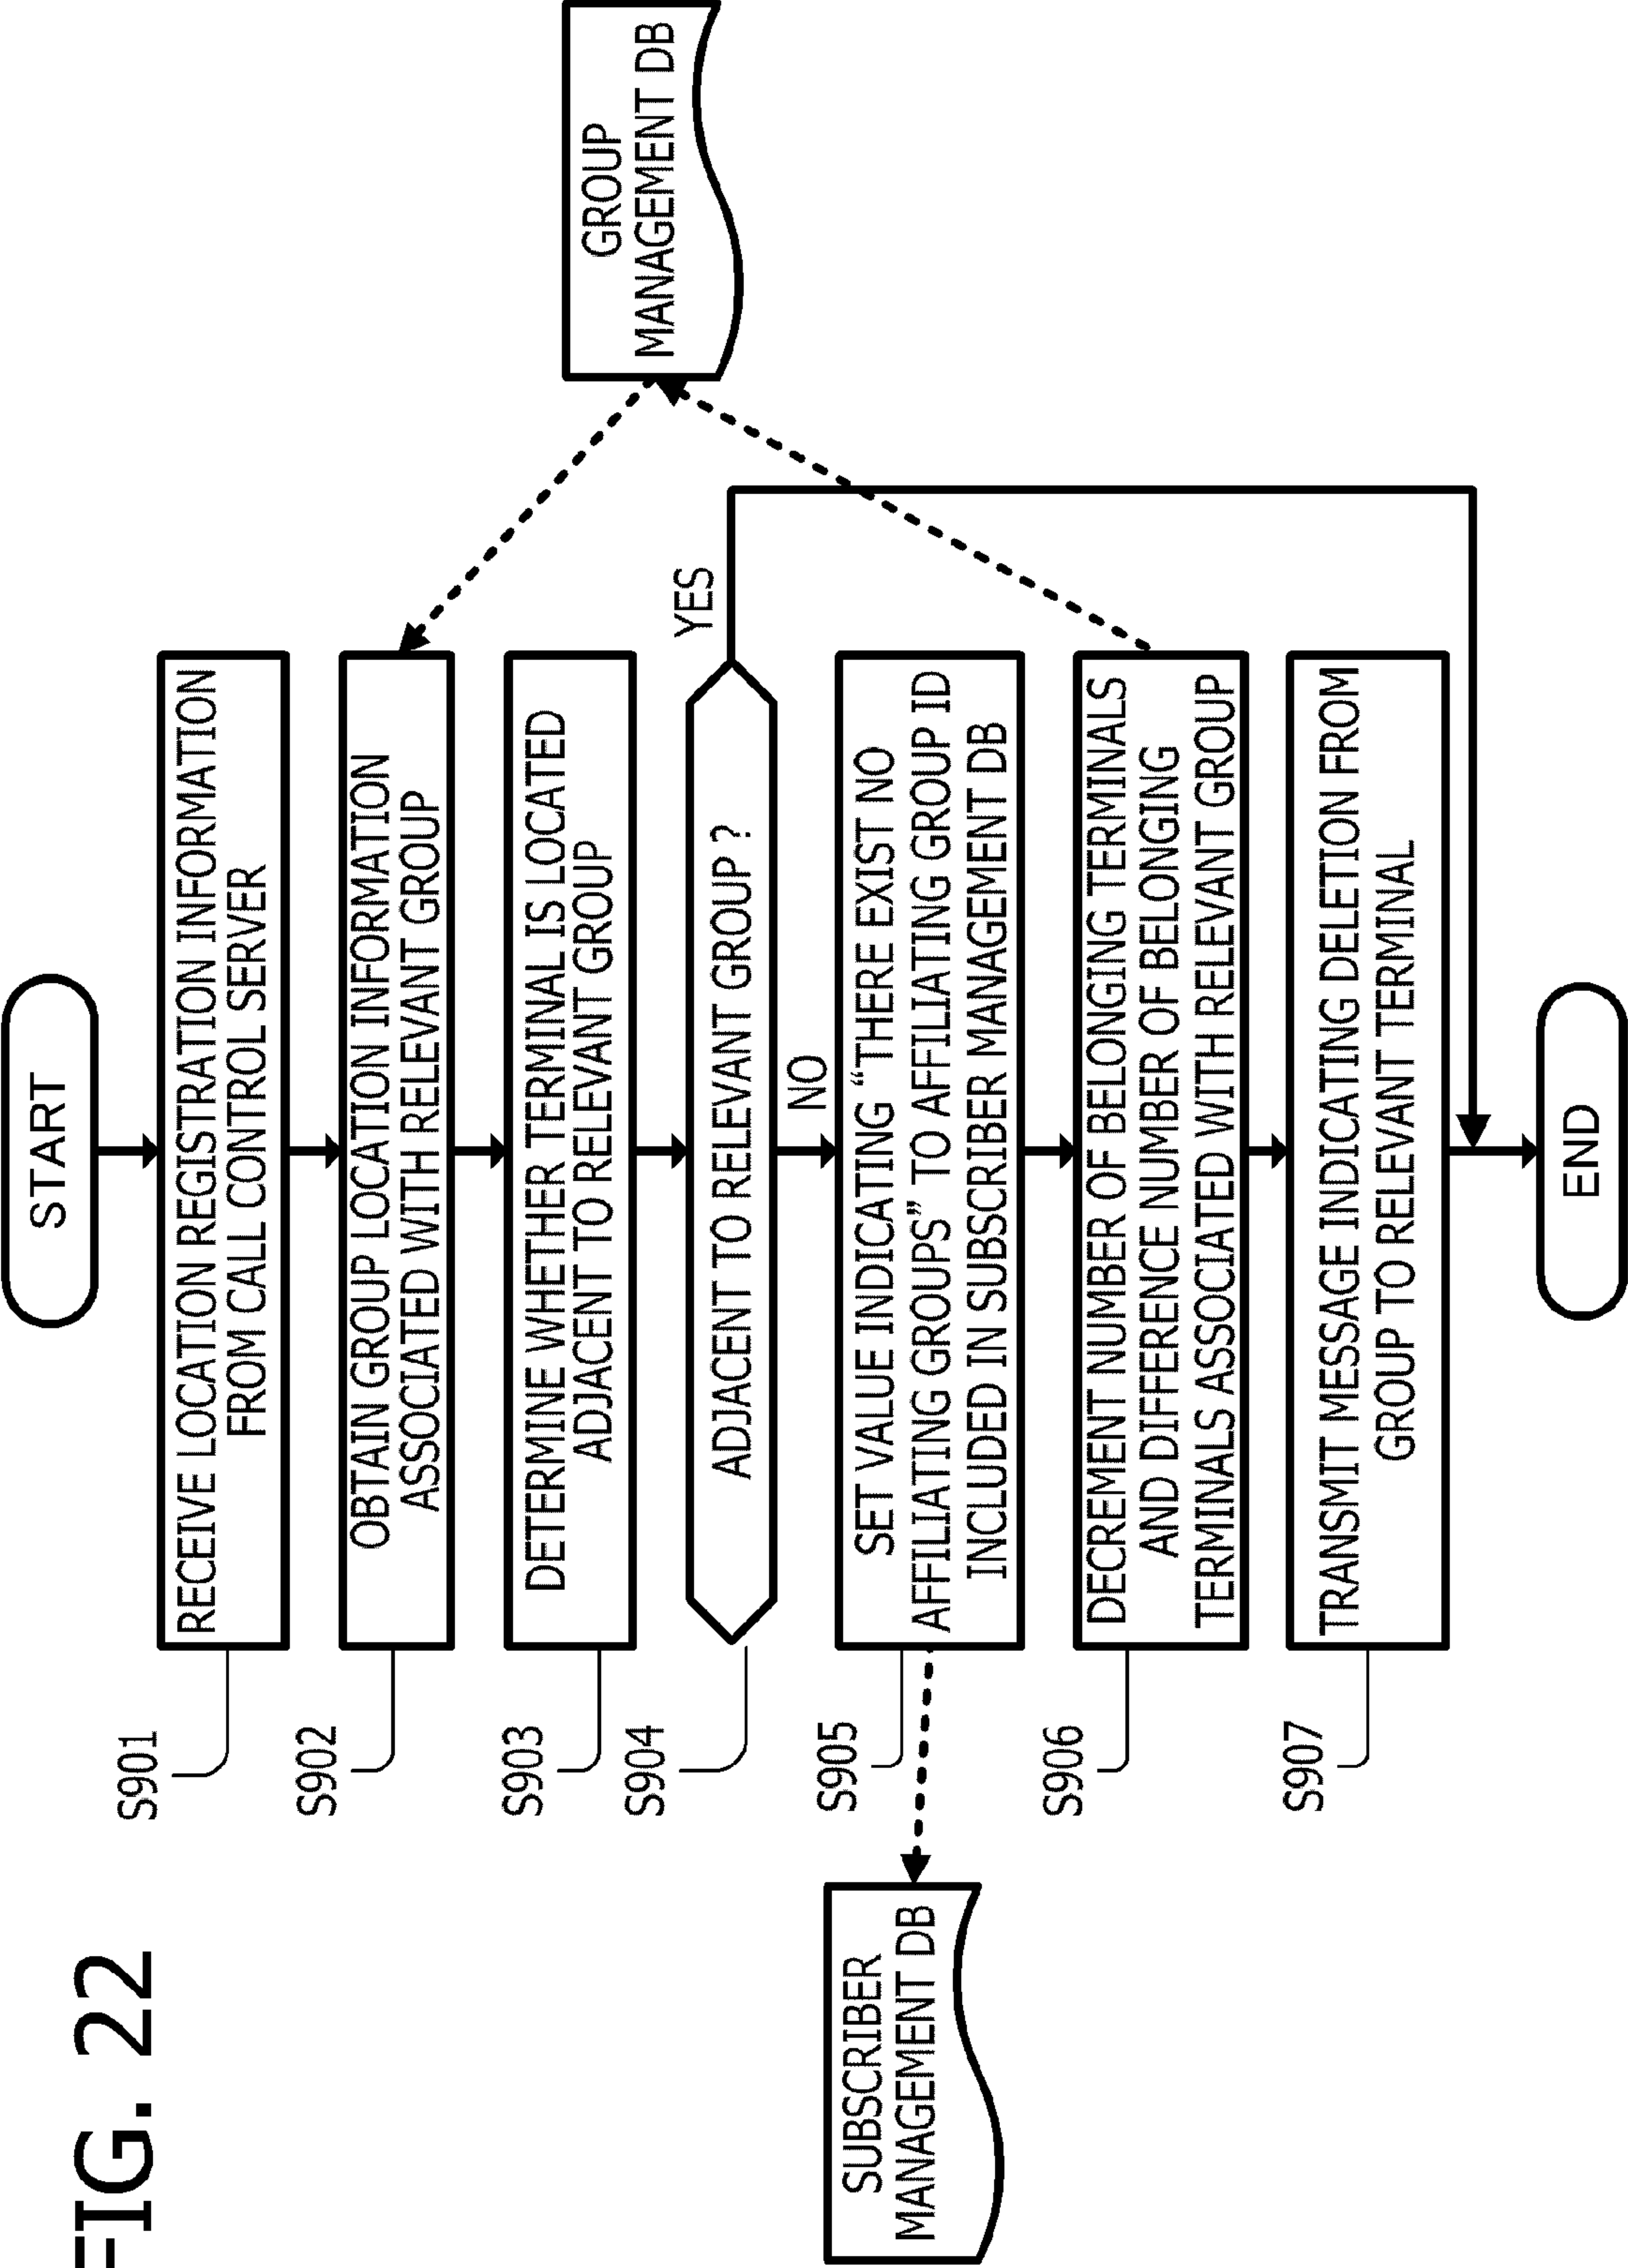 FIG. 22
START
S901
RECEIVE LOCATION REGISTRATION INFORMATION
FROM CALL CONTROL SERVER
S902
OBTAIN GROUP LOCATION INFORMATION
ASSOCIATED WITH RELEVANT GROUP
GROUP
MANAGEMENT DB
S903
DETERMINE WHETHER TERMINAL IS LOCATED
ADJACENT TO RELEVANT GROUP
S904
ADJACENT TO RELEVANT GROUP ?
YES
NO
S905
SET VALUE INDICATING “THERE EXIST NO
AFFILIATING GROUPS” TO AFFILIATING GROUP ID
INCLUDED IN SUBSCRIBER MANAGEMENT DB
SUBSCRIBER
MANAGEMENT DB
S906
DECREMENT NUMBER OF BELONGING TERMINALS
AND DIFFERENCE NUMBER OF BELONGING
TERMINALS ASSOCIATED WITH RELEVANT GROUP
S907
TRANSMIT MESSAGE INDICATING DELETION FROM
GROUP TO RELEVANT TERMINAL
END